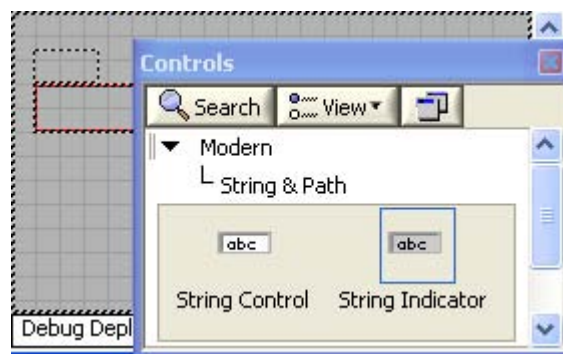 Controls
Search View
Modern
String & Path
abc abc
String Control String Indicator
Debug Depl